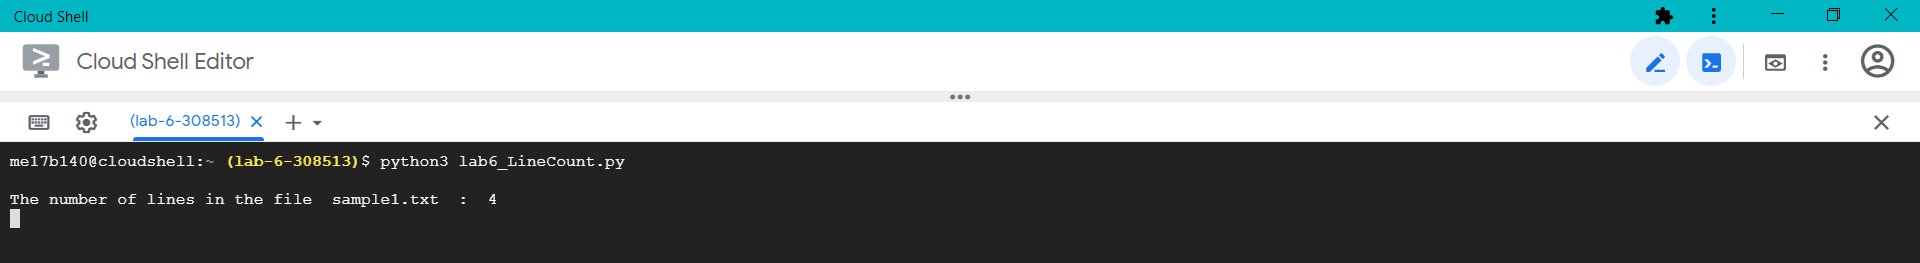 Cloud Shell
Cloud Shell Editor
(lab-6-308513)
me17b140@cloudshell:~ (lab-6-308513)$ python3 lab6_LineCount.py
The number of lines in the file  sample1.txt  :  4